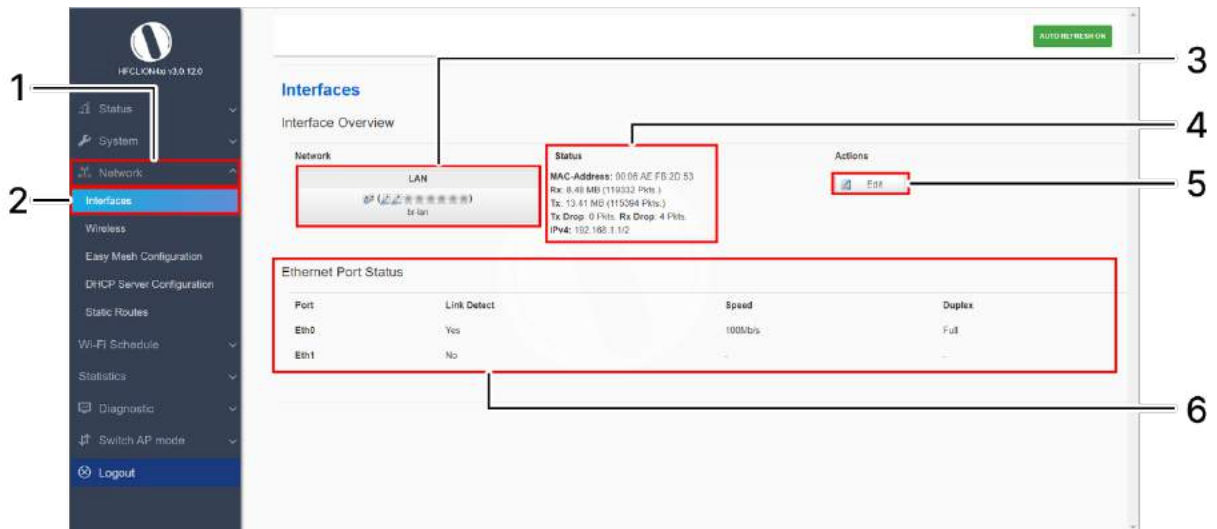 HFCLION4xi v3.0.12.0
1
Status
System
Network
2
Interfaces
Wireless
Easy Mesh Configuration
DHCP Server Configuration
Static Routes
Wi-Fi Schedule
Statistics
Diagnostic
Switch AP mode
Logout
AUTO REFRESH ON
3
Interfaces
Interface Overview
4
Network Status Actions
LAN
br-lan
MAC-Address: 00:06:AE:FB:2D:53
Rx: 8.48 MB (119332 Pkts.)
Tx: 13.41 MB (115394 Pkts.)
Tx Drop: 0 Pkts. Rx Drop: 4 Pkts.
IPv4: 192.168.1.1/2
Edit
5
Ethernet Port Status
Port Link Detect Speed Duplex
Eth0 Yes 100Mb/s Full
Eth1 No - -
6